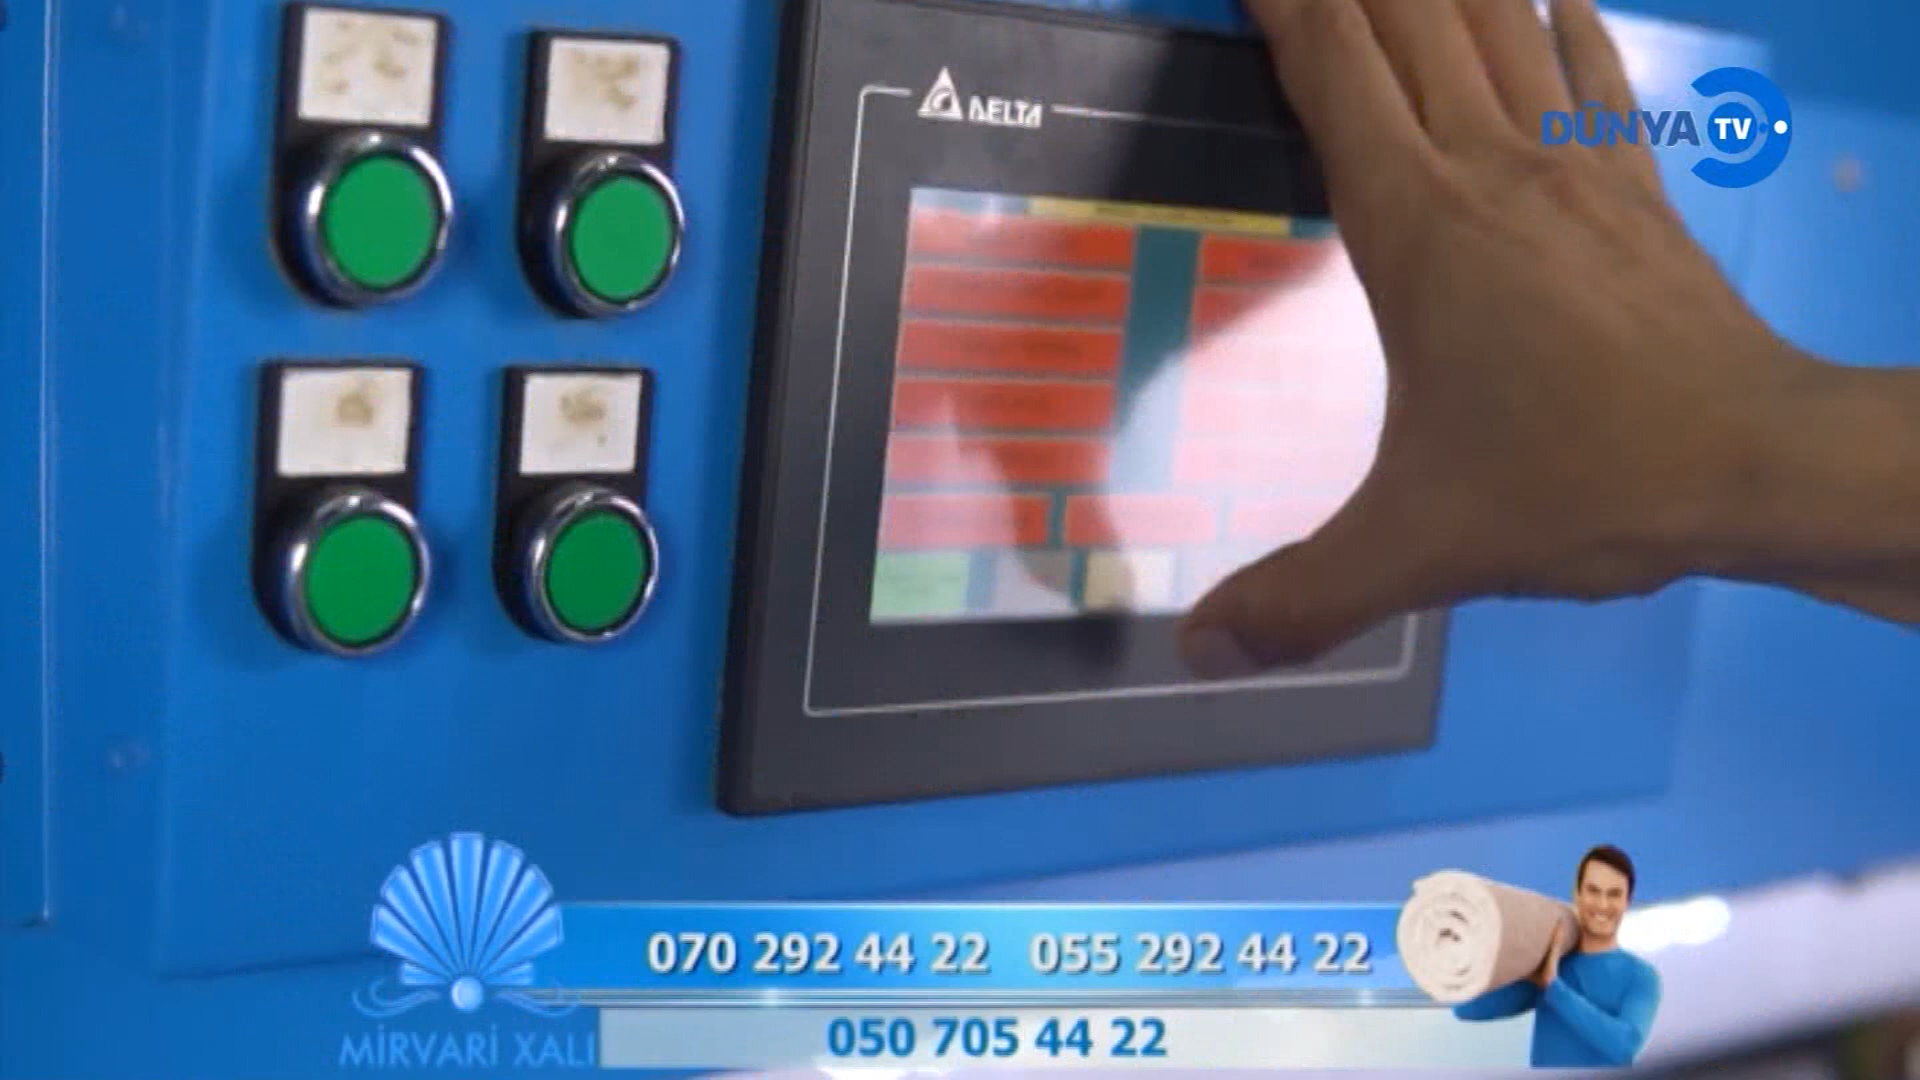 DELTA
DÜNYA TV
070 292 44 22 055 292 44 22
050 705 44 22
MİRVARİ XALI